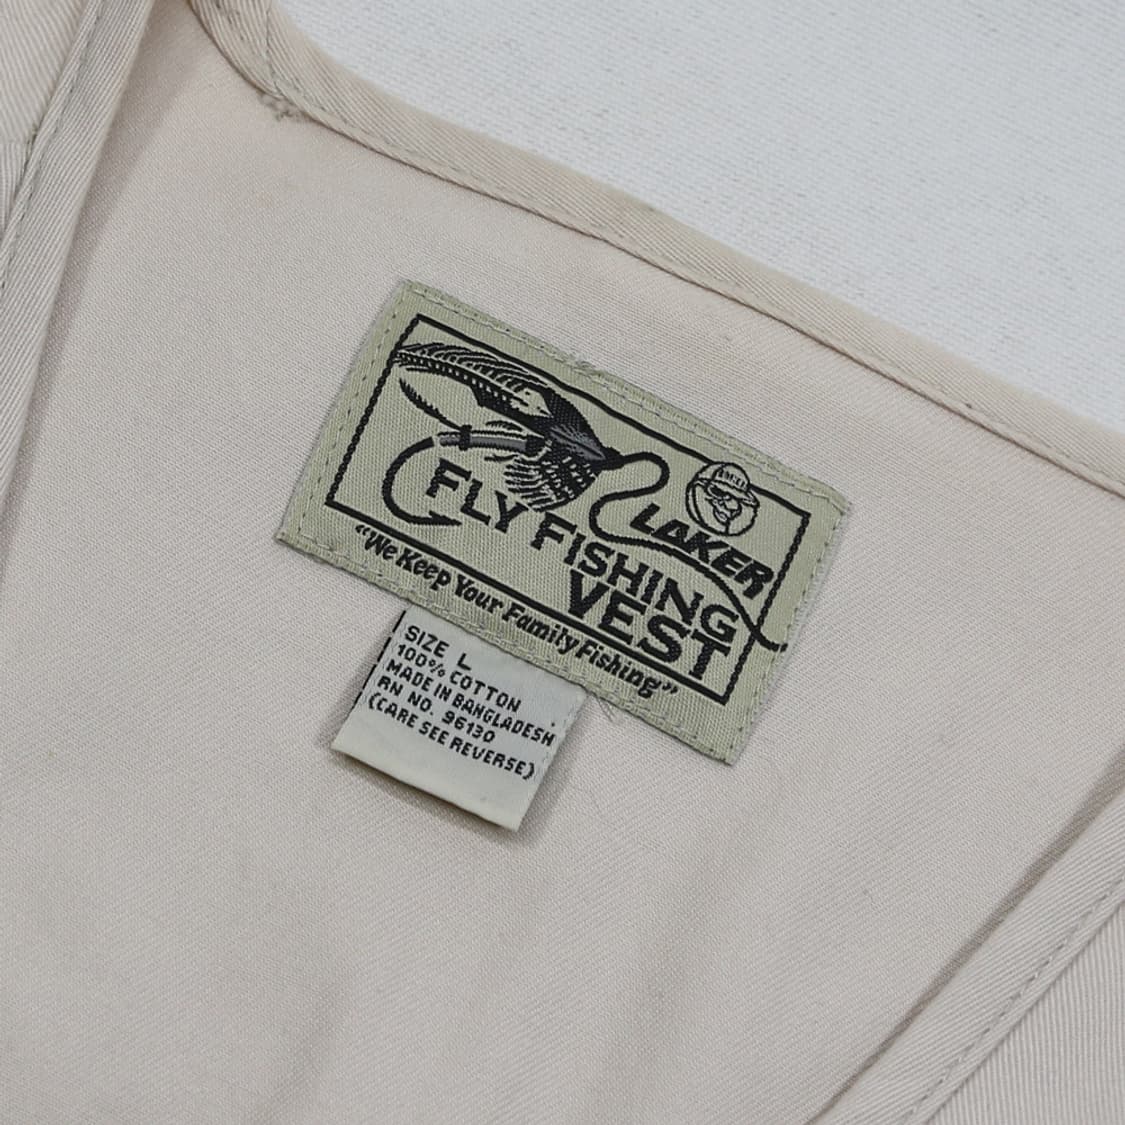 LAKER
FLY FISHING
VEST
"We Keep Your Family Fishing"
SIZE L
100% COTTON
MADE IN BANGLADESH
RN NO. 96130
(CARE SEE REVERSE)